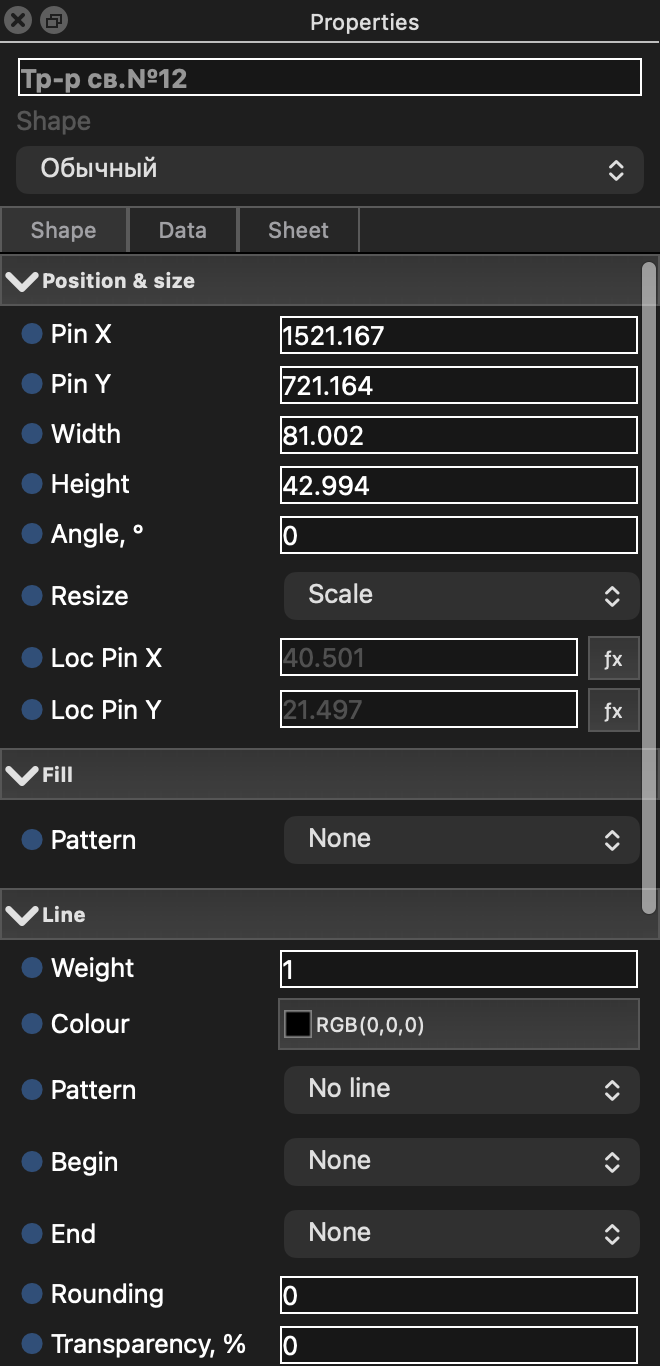 Properties
Тр-р св.№12
Shape
Обычный
Shape Data Sheet
Position & size
Pin X 1521.167
Pin Y 721.164
Width 81.002
Height 42.994
Angle, ° 0
Resize Scale
Loc Pin X 40.501 ƒx
Loc Pin Y 21.497 ƒx
Fill
Pattern None
Line
Weight 1
Colour RGB(0,0,0)
Pattern No line
Begin None
End None
Rounding 0
Transparency, % 0